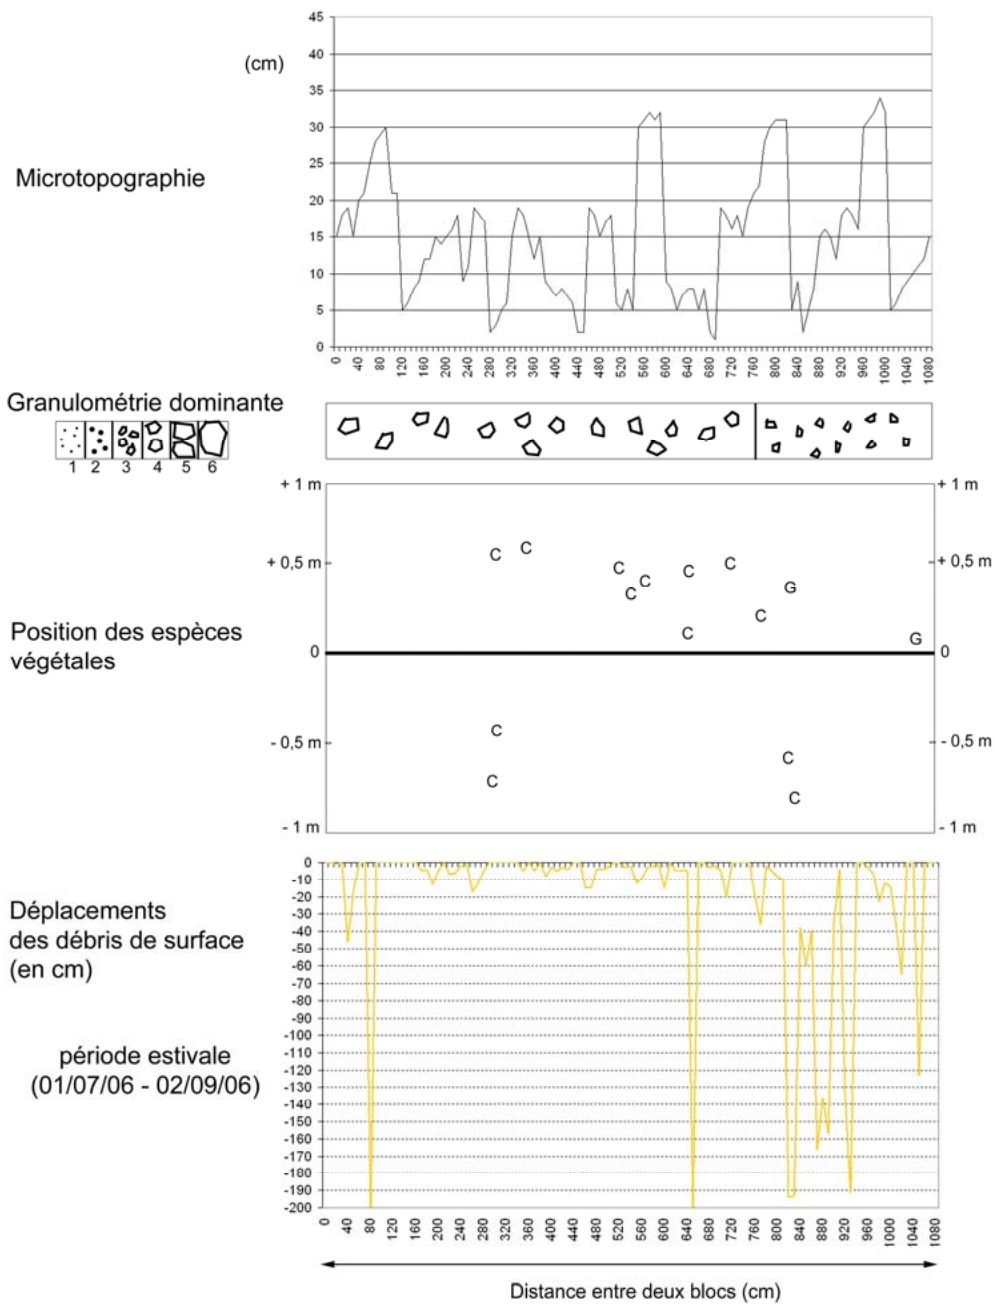 45
(cm)
40
35
30
25
20
15
10
5
0
Microtopographie
0 40 80 120 160 200 240 280 320 360 400 440 480 520 560 600 640 680 720 760 800 840 880 920 960 1000 1040 1080
Granulométrie dominante
1 2 3 4 5 6
+ 1 m + 1 m
+ 0,5 m + 0,5 m
C C C C C C C C C G
Position des espèces
végétales
G
0 0
- 0,5 m - 0,5 m
C C
C C
- 1 m - 1 m
0
-10
-20
-30
-40
-50
-60
-70
-80
-90
-100
-110
-120
-130
-140
-150
-160
-170
-180
-190
-200
Déplacements
des débris de surface
(en cm)
période estivale
(01/07/06 - 02/09/06)
0 40 80 120 160 200 240 280 320 360 400 440 480 520 560 600 640 680 720 760 800 840 880 920 960 1000 1040 1080
Distance entre deux blocs (cm)